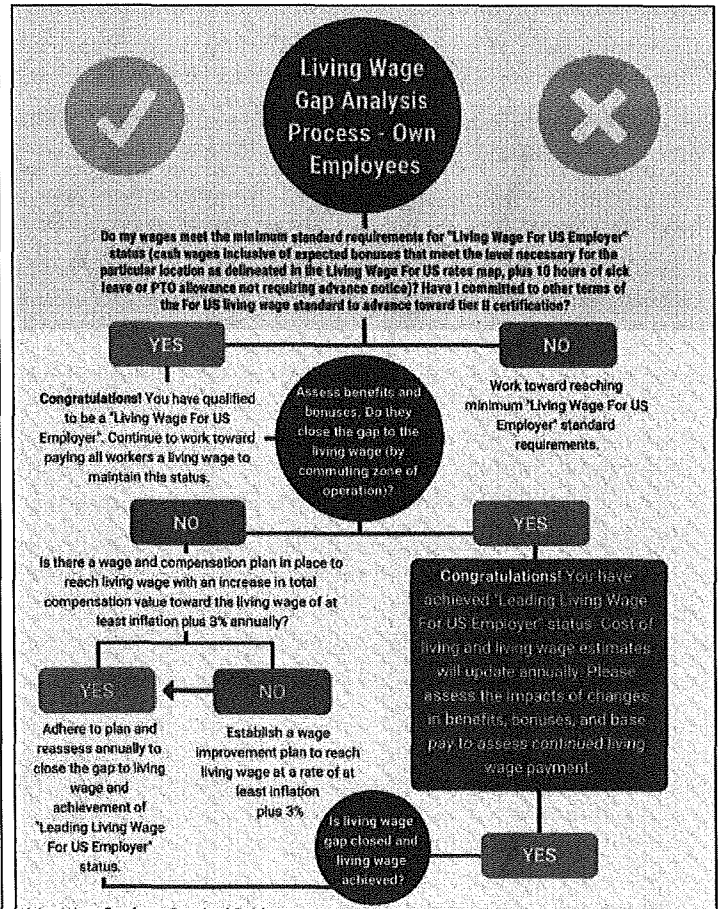 Living Wage
Gap Analysis
Process - Own
Employees
Do my wages meet the minimum standard requirements for "Living Wage For US Employer"
status (cash wages inclusive of expected bonuses that meet the level necessary for the
particular location as delineated in the Living Wage For US rates map, plus 10 hours of sick
leave or PTO allowance not requiring advance notice)? Have I committed to other terms of
the For US living wage standard to advance toward tier II certification?
YES
NO
Congratulations! You have qualified
to be a "Living Wage For US
Employer". Continue to work toward
paying all workers a living wage to
maintain this status.
Assess benefits and
bonuses. Do they
close the gap to the
living wage (by
commuting zone of
operation)?
Work toward reaching
minimum "Living Wage For US
Employer" standard
requirements.
NO
YES
Is there a wage and compensation plan in place to
reach living wage with an increase in total
compensation value toward the living wage of at
least inflation plus 3% annually?
Congratulations! You have
achieved "Leading Living Wage
For US Employer" status. Cost of
living and living wage estimates
will update annually. Please
assess the impacts of changes
in benefits, bonuses, and base
pay to assess continued living
wage payment.
YES
NO
Adhere to plan and
reassess annually to
close the gap to living
wage and
achievement of
"Leading Living Wage
For US Employer"
status.
Establish a wage
improvement plan to reach
living wage at a rate of at
least inflation
plus 3%
Is living wage
gap closed and
living wage
achieved?
YES